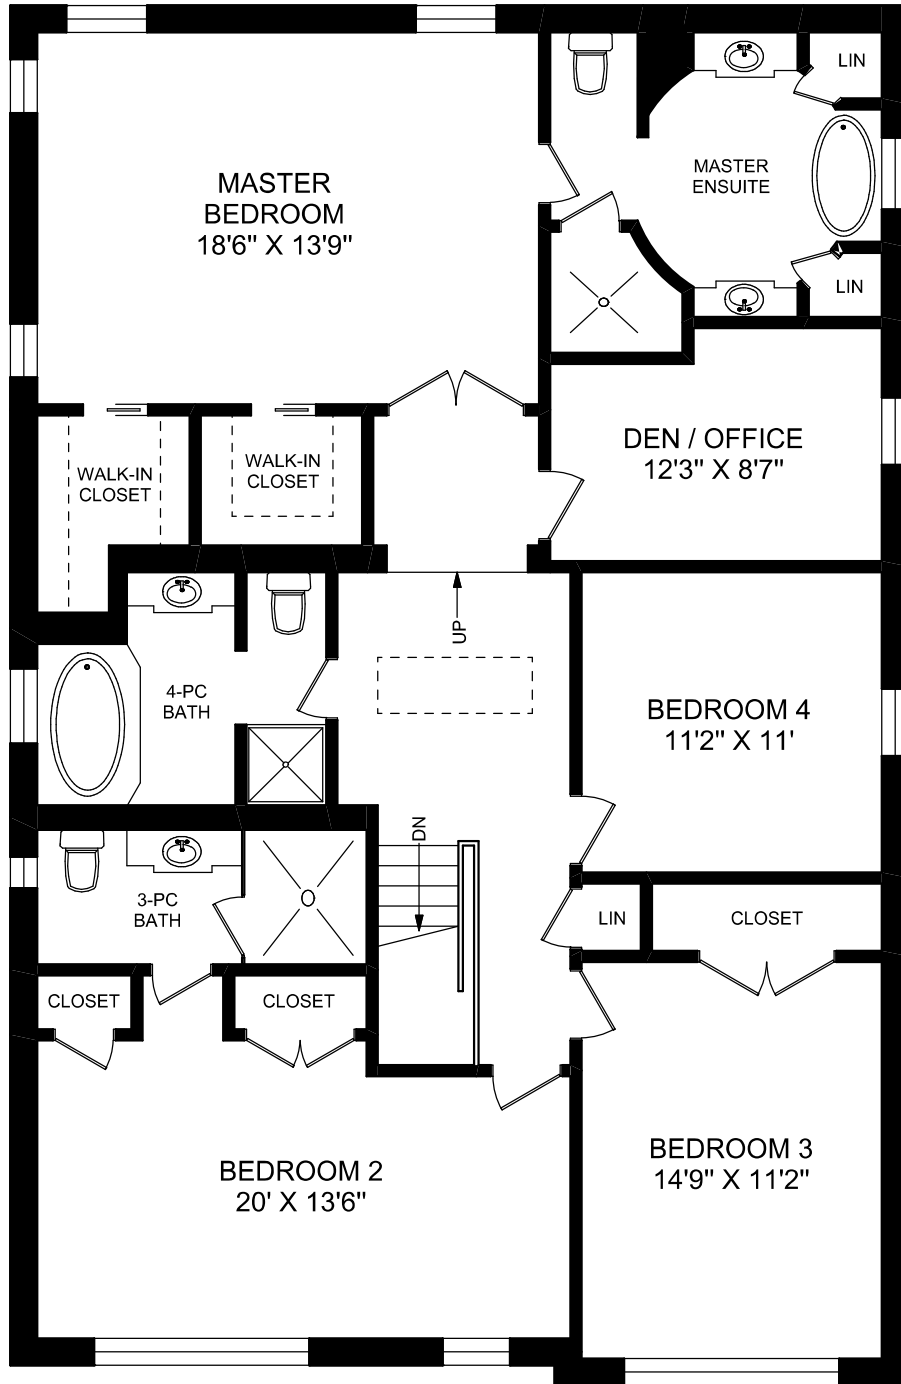 LIN
MASTER
ENSUITE
MASTER
BEDROOM
18'6" X 13'9"
LIN
DEN / OFFICE
12'3" X 8'7"
WALK-IN
CLOSET
WALK-IN
CLOSET
UP
4-PC
BATH
BEDROOM 4
11'2" X 11'
DN
3-PC
BATH
LIN
CLOSET
CLOSET
CLOSET
BEDROOM 3
14'9" X 11'2"
BEDROOM 2
20' X 13'6"